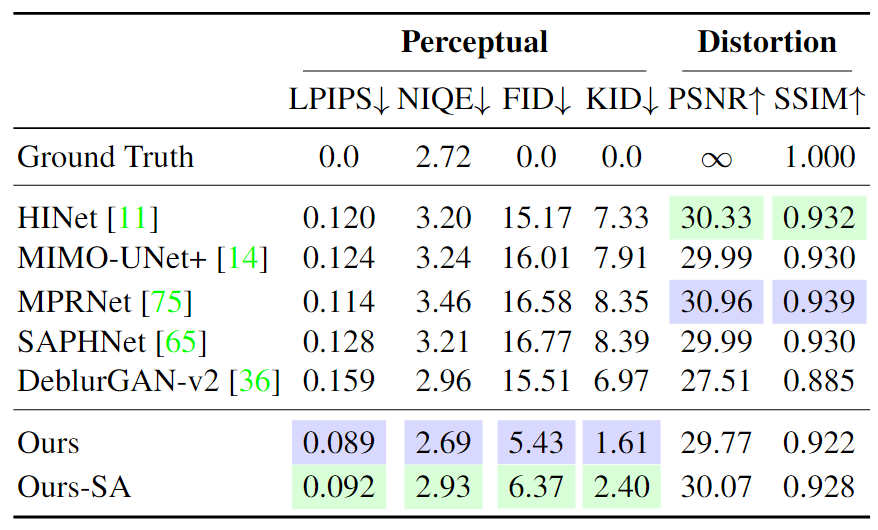 Perceptual Distortion
LPIPS↓ NIQE↓ FID↓ KID↓ PSNR↑ SSIM↑
Ground Truth 0.0 2.72 0.0 0.0 ∞ 1.000
HINet [11] 0.120 3.20 15.17 7.33 30.33 0.932
MIMO-UNet+ [14] 0.124 3.24 16.01 7.91 29.99 0.930
MPRNet [75] 0.114 3.46 16.58 8.35 30.96 0.939
SAPHNet [65] 0.128 3.21 16.77 8.39 29.99 0.930
DeblurGAN-v2 [36] 0.159 2.96 15.51 6.97 27.51 0.885
Ours 0.089 2.69 5.43 1.61 29.77 0.922
Ours-SA 0.092 2.93 6.37 2.40 30.07 0.928